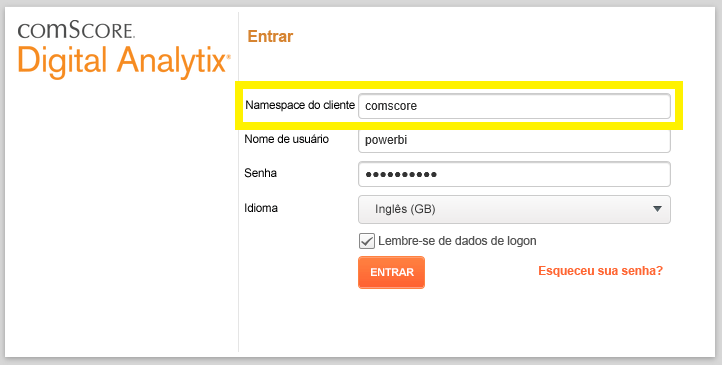 COMSCORE.
Digital Analytix®
Entrar
Namespace do cliente comscore
Nome de usuário powerbi
Senha ●●●●●●●●●●
Idioma Inglês (GB)
Lembre-se de dados de logon
ENTRAR Esqueceu sua senha?